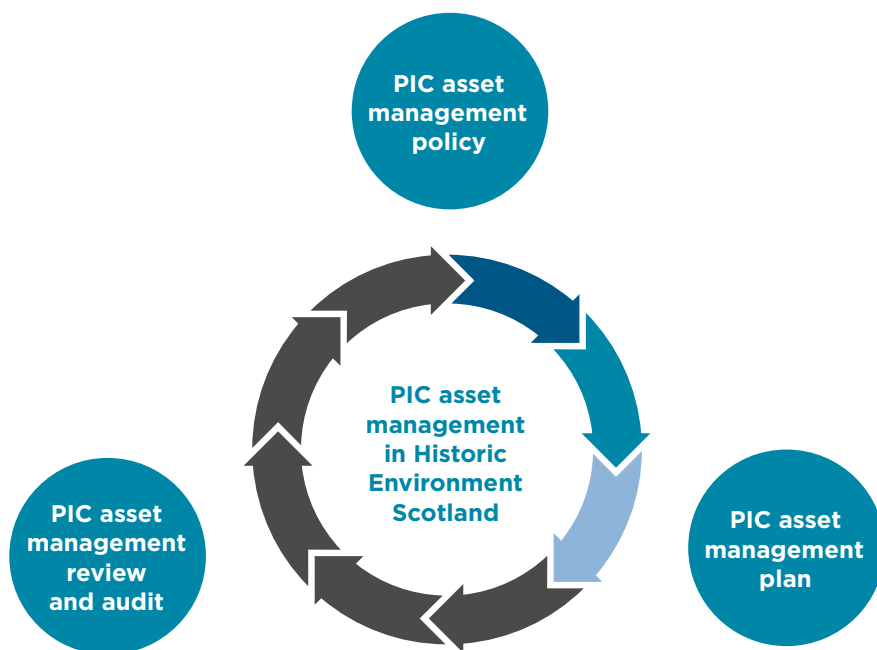 PIC asset
management
policy
PIC asset
management
in Historic
Environment
Scotland
PIC asset
management
review
and audit
PIC asset
management
plan